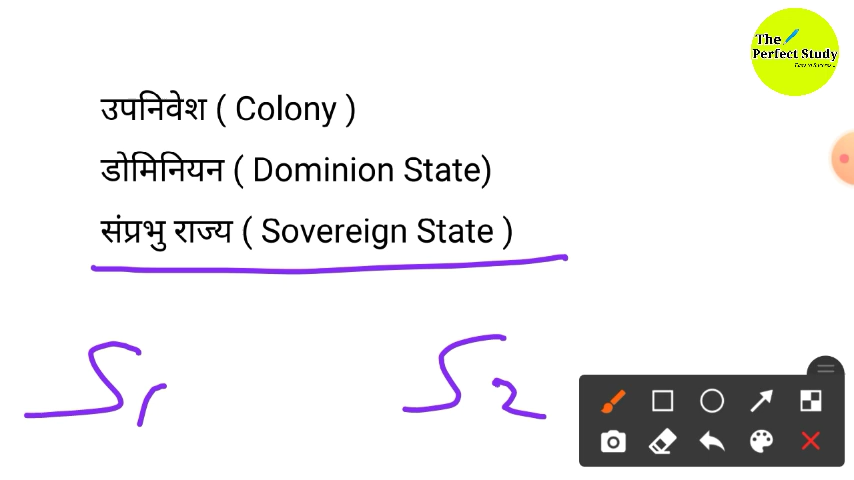 The
Perfect Study
उपनिवेश ( Colony )
डोमिनियन ( Dominion State)
संप्रभु राज्य ( Sovereign State )
S1 S2